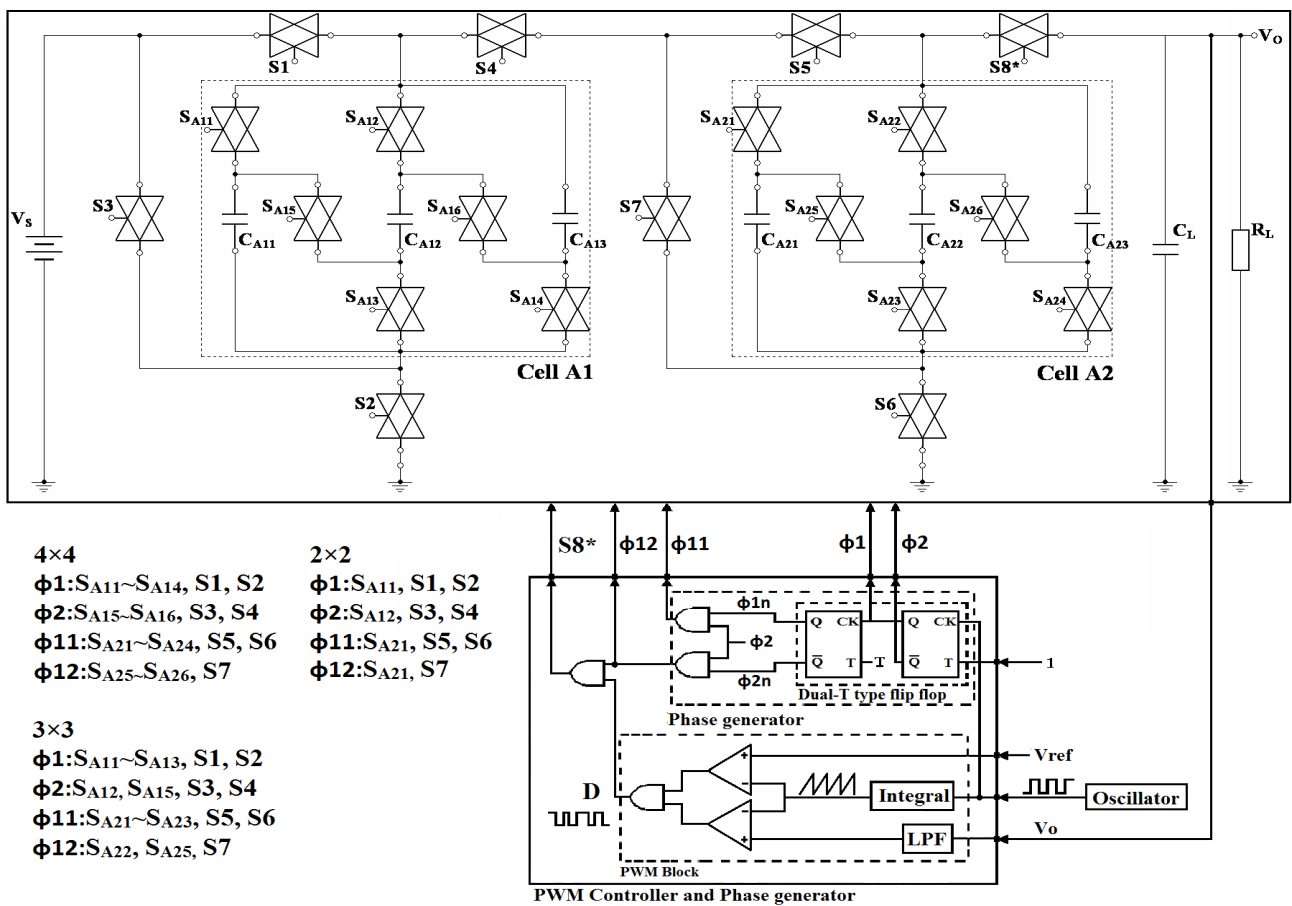 S1
S4
S5
S8*
VO
SA11
SA12
SA21
SA22
S3
SA15
SA16
S7
SA25
SA26
VS
CA11
CA12
CA13
CA21
CA22
CA23
CL
RL
SA13
SA14
SA23
SA24
Cell A1
Cell A2
S2
S6
S8*
ϕ12
ϕ11
ϕ1
ϕ2
4×4
ϕ1:SA11~SA14, S1, S2
ϕ2:SA15~SA16, S3, S4
ϕ11:SA21~SA24, S5, S6
ϕ12:SA25~SA26, S7
2×2
ϕ1:SA11, S1, S2
ϕ2:SA12, S3, S4
ϕ11:SA21, S5, S6
ϕ12:SA21, S7
3×3
ϕ1:SA11~SA13, S1, S2
ϕ2:SA12, SA15, S3, S4
ϕ11:SA21~SA23, S5, S6
ϕ12:SA22, SA25, S7
ϕ1n
ϕ2
ϕ2n
Q CK
Q CK
Q T
T
Q T
1
Dual-T type flip flop
Phase generator
Vref
D
Integral
Oscillator
LPF
Vo
PWM Block
PWM Controller and Phase generator